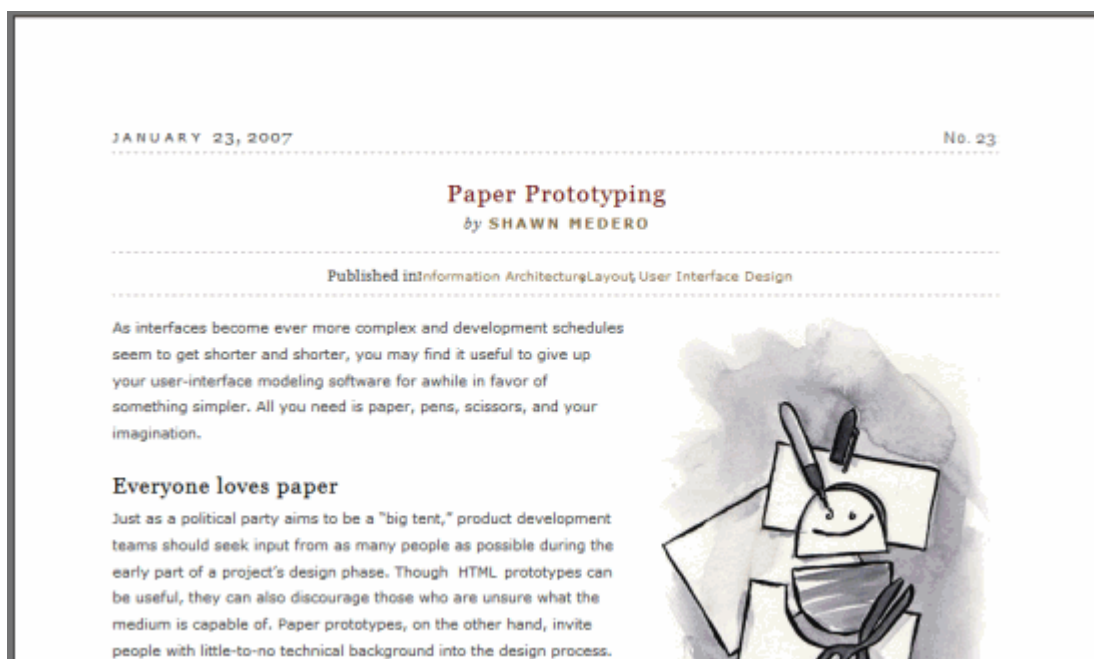 JANUARY 23, 2007
No. 23
Paper Prototyping
by SHAWN MEDERO
Published in: Information Architecture, Layout, User Interface Design
As interfaces become ever more complex and development schedules
seem to get shorter and shorter, you may find it useful to give up
your user-interface modeling software for awhile in favor of
something simpler. All you need is paper, pens, scissors, and your
imagination.
Everyone loves paper
Just as a political party aims to be a “big tent,” product development
teams should seek input from as many people as possible during the
early part of a project’s design phase. Though HTML prototypes can
be useful, they can also discourage those who are unsure what the
medium is capable of. Paper prototypes, on the other hand, invite
people with little-to-no technical background into the design process.